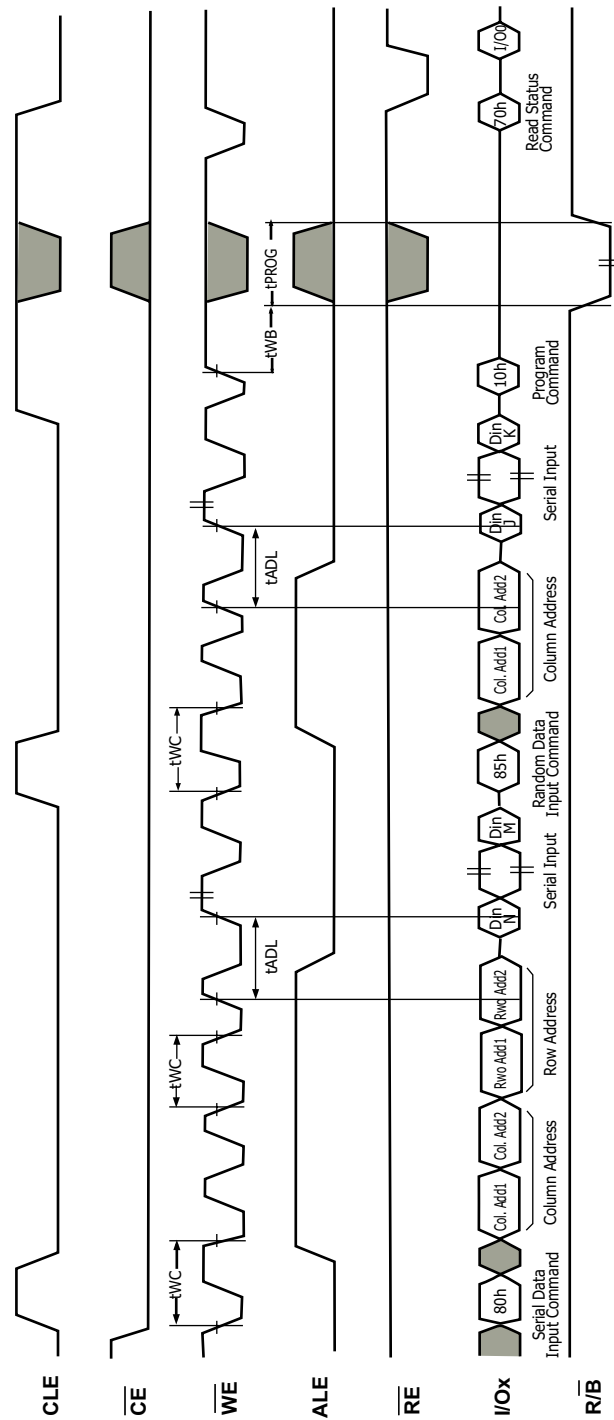 CLE
CE
WE
tWC
tWC
tWC
tADL
tADL
tWB
tPROG
ALE
RE
I/Ox
80h
Col. Add1
Col. Add2
Rwo Add1
Rwo Add2
Din
N
Din
M
85h
Col. Add1
Col. Add2
Din
J
Din
K
10h
70h
I/Oo
Serial Data
Input Command
Column Address
Row Address
Serial Input
Random Data
Input Command
Column Address
Serial Input
Program
Command
Read Status
Command
R/B